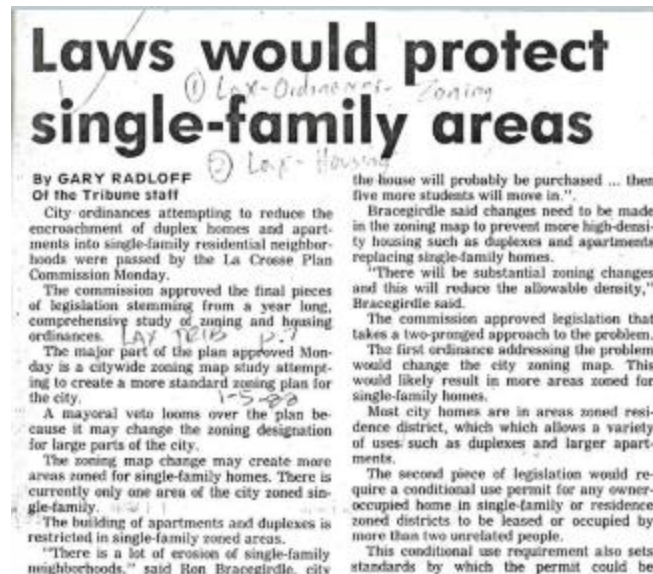 Laws would protect
① Lax-Ordinances-Zoning
single-family areas
② Lax-Housing
By GARY RADLOFF
Of the Tribune staff
City ordinances attempting to reduce the
encroachment of duplex homes and apart-
ments into single-family residential neighbor-
hoods were passed by the La Crosse Plan
Commission Monday.
The commission approved the final pieces
of legislation stemming from a year long,
comprehensive study of zoning and housing
ordinances. LAX TRIB p. 7
The major part of the plan approved Mon-
day is a citywide zoning map study attempt-
ing to create a more standard zoning plan for
the city. 1-5-88
A mayoral veto looms over the plan be-
cause it may change the zoning designation
for large parts of the city.
The zoning map change may create more
areas zoned for single-family homes. There is
currently only one area of the city zoned sin-
gle-family.
The building of apartments and duplexes is
restricted in single-family zoned areas.
"There is a lot of erosion of single-family
neighborhoods," said Ron Bracegirdle, city
the house will probably be purchased ... then
five more students will move in.".
Bracegirdle said changes need to be made
in the zoning map to prevent more high-densi-
ty housing such as duplexes and apartments
replacing single-family homes.
"There will be substantial zoning changes
and this will reduce the allowable density,"
Bracegirdle said.
The commission approved legislation that
takes a two-pronged approach to the problem.
The first ordinance addressing the problem
would change the city zoning map. This
would likely result in more areas zoned for
single-family homes.
Most city homes are in areas zoned resi-
dence district, which which allows a variety
of uses such as duplexes and larger apart-
ments.
The second piece of legislation would re-
quire a conditional use permit for any owner-
occupied home in single-family or residence
zoned districts to be leased or occupied by
more than two unrelated people.
This conditional use requirement also sets
standards by which the permit could be